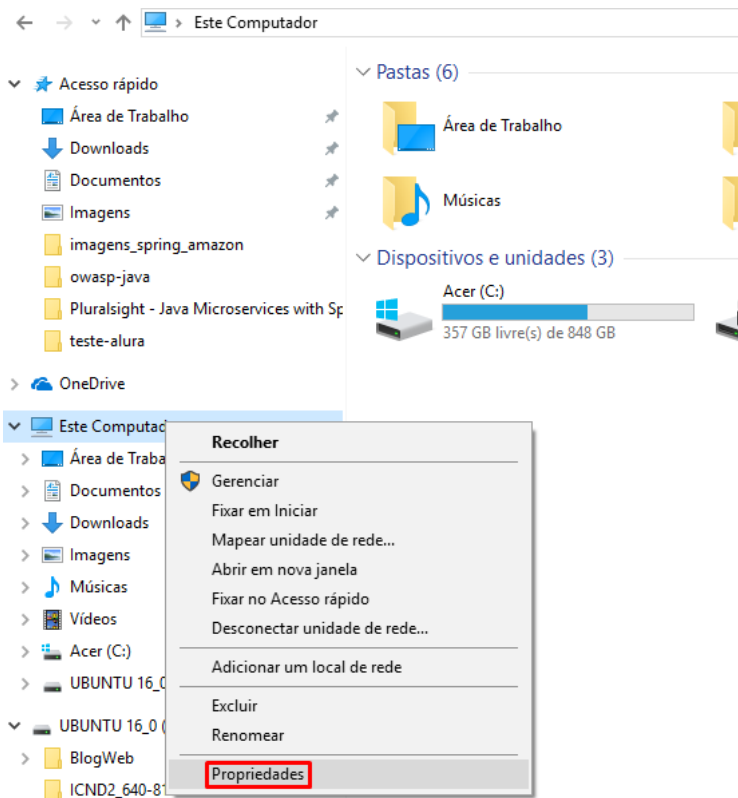 Este Computador
Acesso rápido
Área de Trabalho
Downloads
Documentos
Imagens
imagens_spring_amazon
owasp-java
Pluralsight - Java Microservices with Sp
teste-alura
OneDrive
Este Computad
Área de Traba
Documentos
Downloads
Imagens
Músicas
Vídeos
Acer (C:)
UBUNTU 16_0
UBUNTU 16_0 (
BlogWeb
ICND2_640-81
Pastas (6)
Área de Trabalho
Músicas
Dispositivos e unidades (3)
Acer (C:)
357 GB livre(s) de 848 GB
Recolher
Gerenciar
Fixar em Iniciar
Mapear unidade de rede...
Abrir em nova janela
Fixar no Acesso rápido
Desconectar unidade de rede...
Adicionar um local de rede
Excluir
Renomear
Propriedades